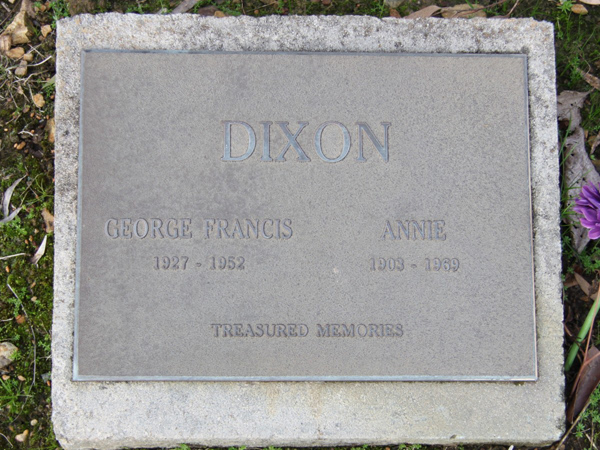 DIXON
GEORGE FRANCIS ANNIE
1927 - 1952 1903 - 1969
TREASURED MEMORIES